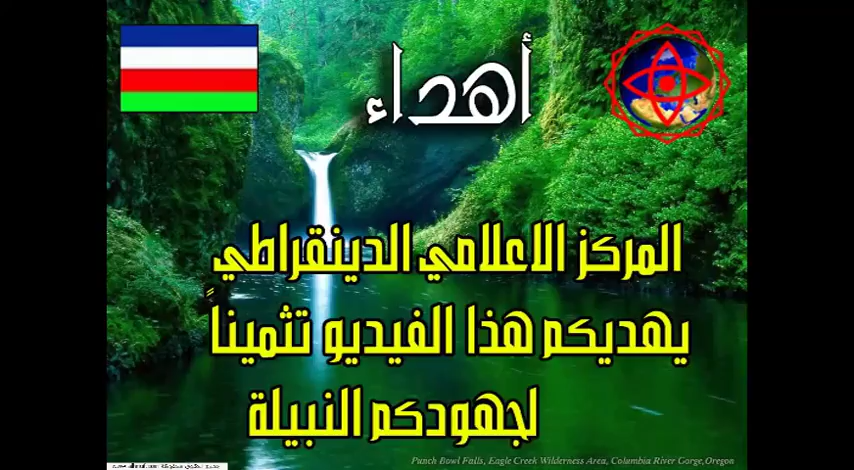 أهداء
المركز الاعلامي الدينقراطي
يهديكم هذا الفيديو تثميناً
لجهودكم النبيلة
Punch Bowl Falls, Eagle Creek Wilderness Area, Columbia River Gorge, Oregon